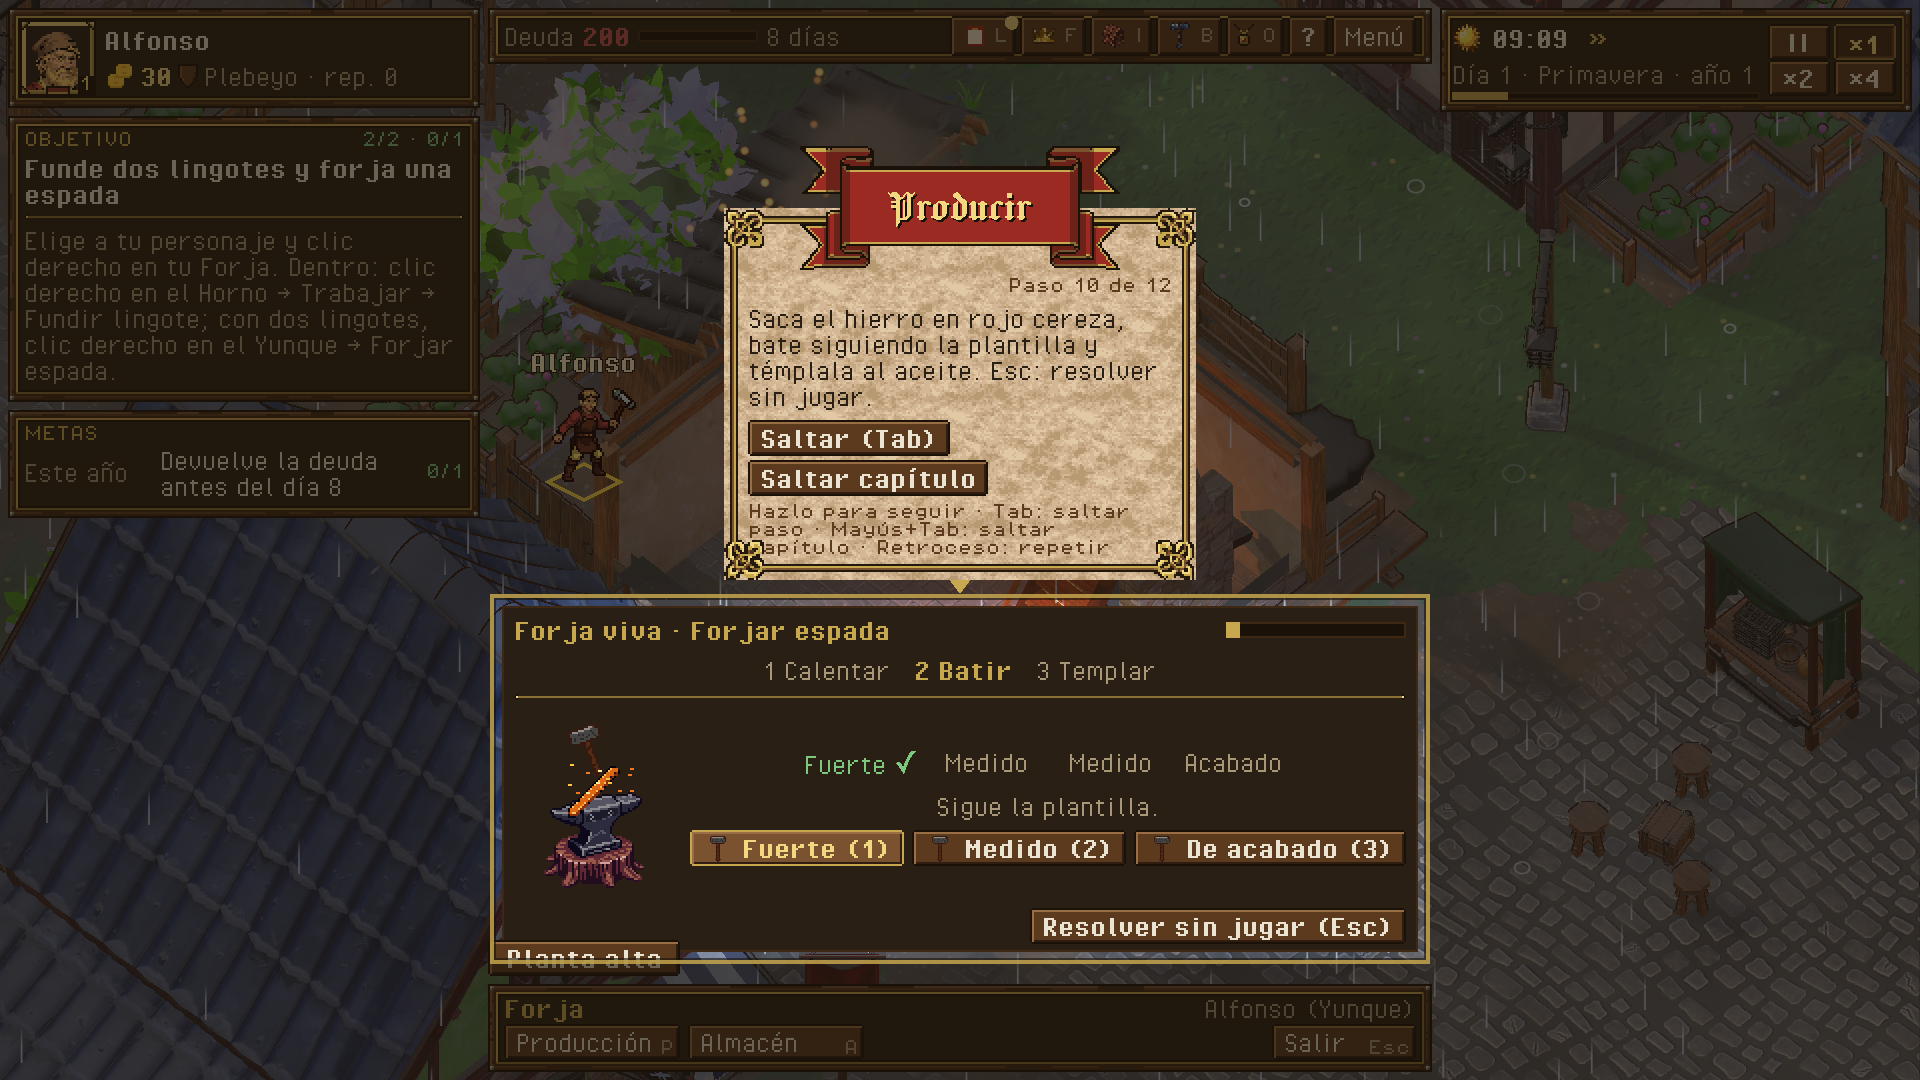 Alfonso
30 Plebeyo · rep. 0
1
Deuda 200 8 días
L F I B O ? Menú
09:09 »
Día 1 · Primavera · año 1
×1
×2 ×4
OBJETIVO 2/2 · 0/1
Funde dos lingotes y forja una
espada
Elige a tu personaje y clic
derecho en tu Forja. Dentro: clic
derecho en el Horno → Trabajar →
Fundir lingote; con dos lingotes,
clic derecho en el Yunque → Forjar
espada.
METAS
Este año Devuelve la deuda
antes del día 8 0/1
Alfonso
Producir
Paso 10 de 12
Saca el hierro en rojo cereza,
bate siguiendo la plantilla y
témplala al aceite. Esc: resolver
sin jugar.
Saltar (Tab)
Saltar capítulo
Hazlo para seguir · Tab: saltar
paso · Mayús+Tab: saltar
capítulo · Retroceso: repetir
Forja viva · Forjar espada
1 Calentar 2 Batir 3 Templar
Fuerte ✓ Medido Medido Acabado
Sigue la plantilla.
Fuerte (1) Medido (2) De acabado (3)
Resolver sin jugar (Esc)
Planta alta
Forja Alfonso (Yunque)
Producción P Almacén A Salir Esc